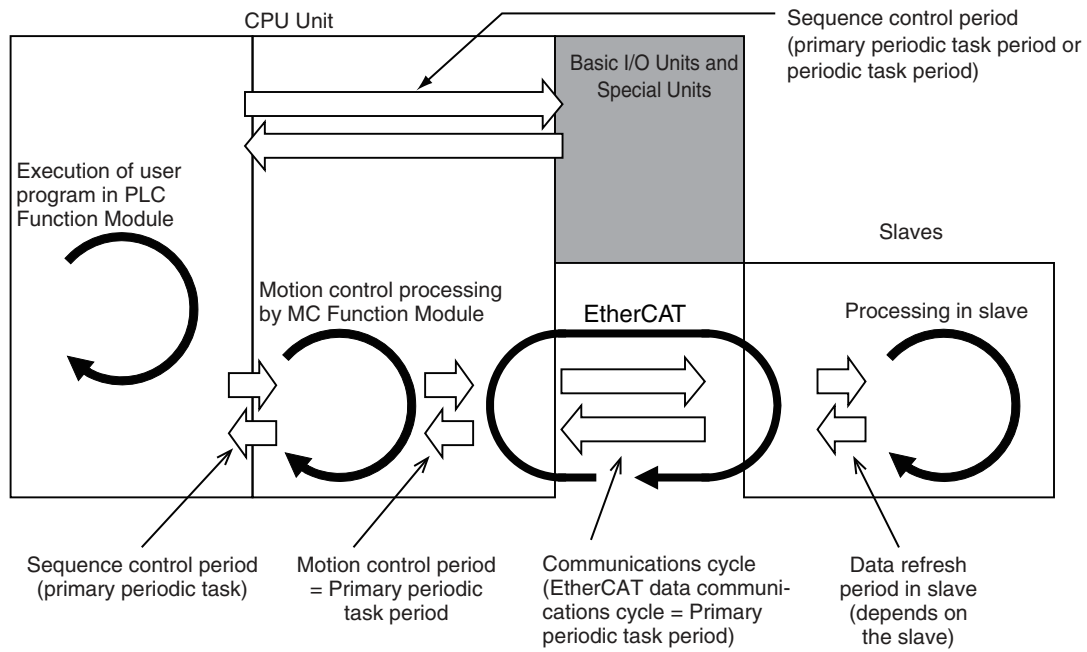 CPU Unit
Sequence control period
(primary periodic task period or
periodic task period)
Basic I/O Units and
Special Units
Execution of user
program in PLC
Function Module
Slaves
Motion control processing
by MC Function Module
EtherCAT
Processing in slave
Sequence control period
(primary periodic task)
Motion control period
= Primary periodic
task period
Communications cycle
(EtherCAT data communi-
cations cycle = Primary
periodic task period)
Data refresh
period in slave
(depends on
the slave)